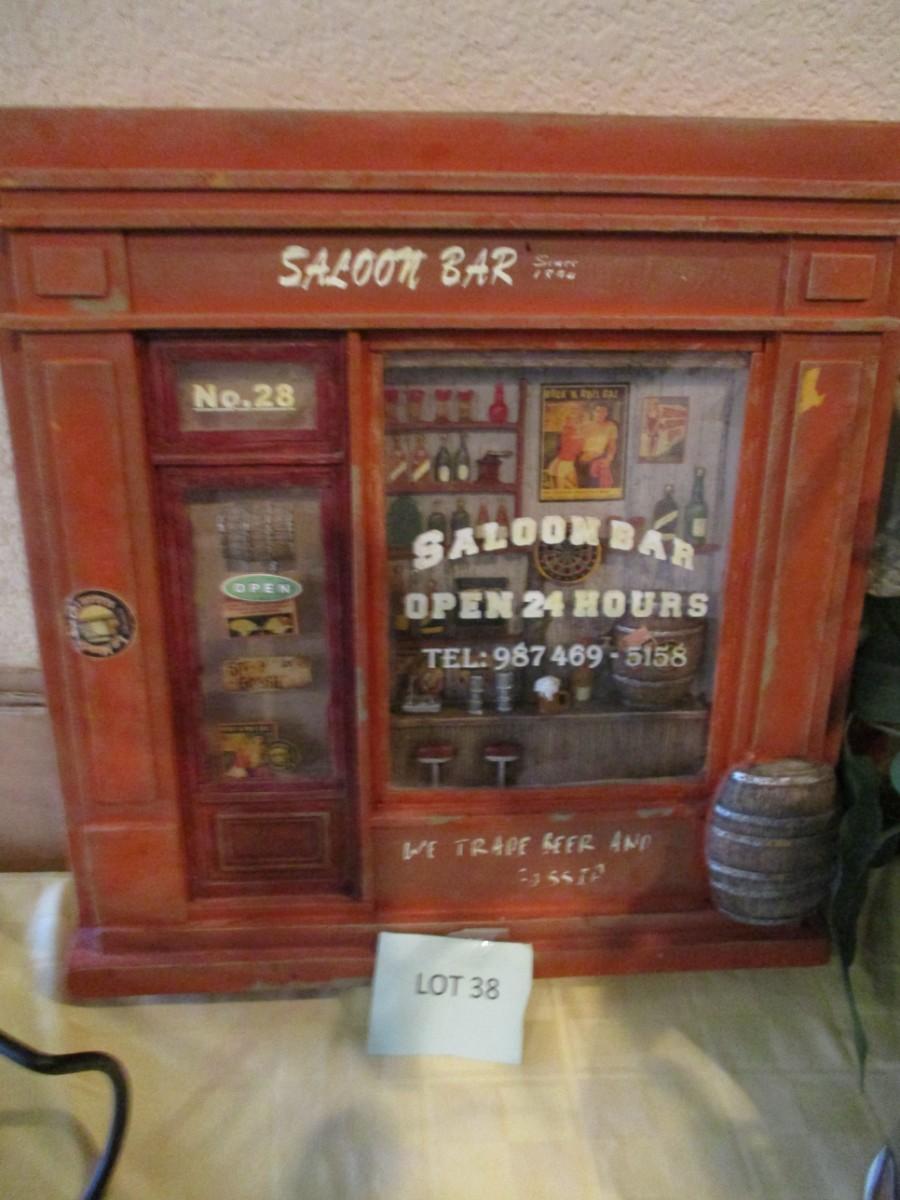 SALOON BAR Since
No.28
OPEN
SALOON BAR
OPEN 24 HOURS
TEL: 987 469 - 5158
WE TRADE BEER AND
LOT 38